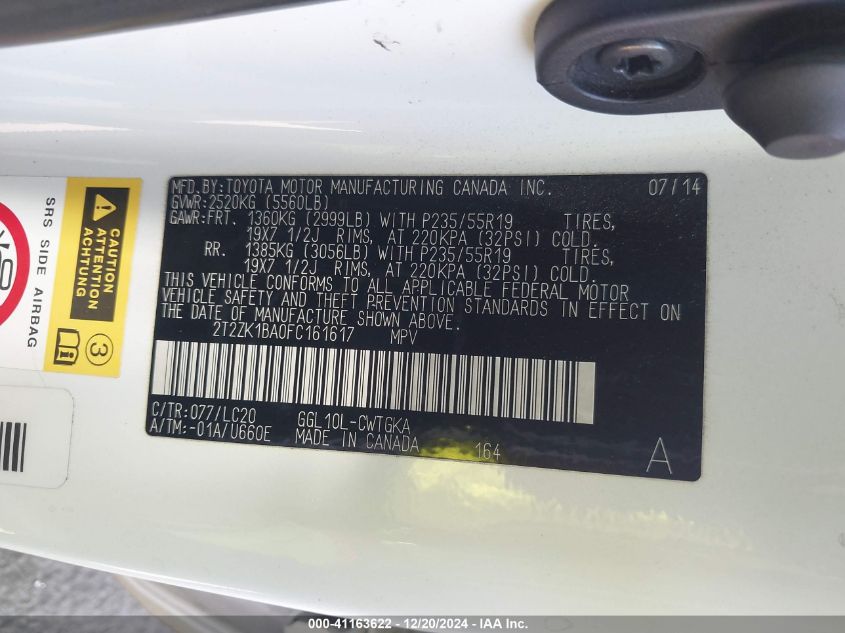 MFD.BY:TOYOTA MOTOR MANUFACTURING CANADA INC. 07/14
GVWR:2520KG (5560LB)
GAWR:FRT. 1360KG (2999LB) WITH P235/55R19 TIRES,
19X7 1/2J RIMS, AT 220KPA (32PSI) COLD.
RR. 1385KG (3056LB) WITH P235/55R19 TIRES,
19X7 1/2J RIMS, AT 220KPA (32PSI) COLD.
THIS VEHICLE CONFORMS TO ALL APPLICABLE FEDERAL MOTOR
VEHICLE SAFETY AND THEFT PREVENTION STANDARDS IN EFFECT ON
THE DATE OF MANUFACTURE SHOWN ABOVE.
2T2ZK1BA0FC161617 MPV
C/TR:077/LC20 GGL10L-CWTGKA
A/TM:-01A/U660E MADE IN CANADA 164 A
SRS SIDE AIRBAG
CAUTION
ATTENTION
ACHTUNG
3
000-41163622 - 12/20/2024 - IAA Inc.